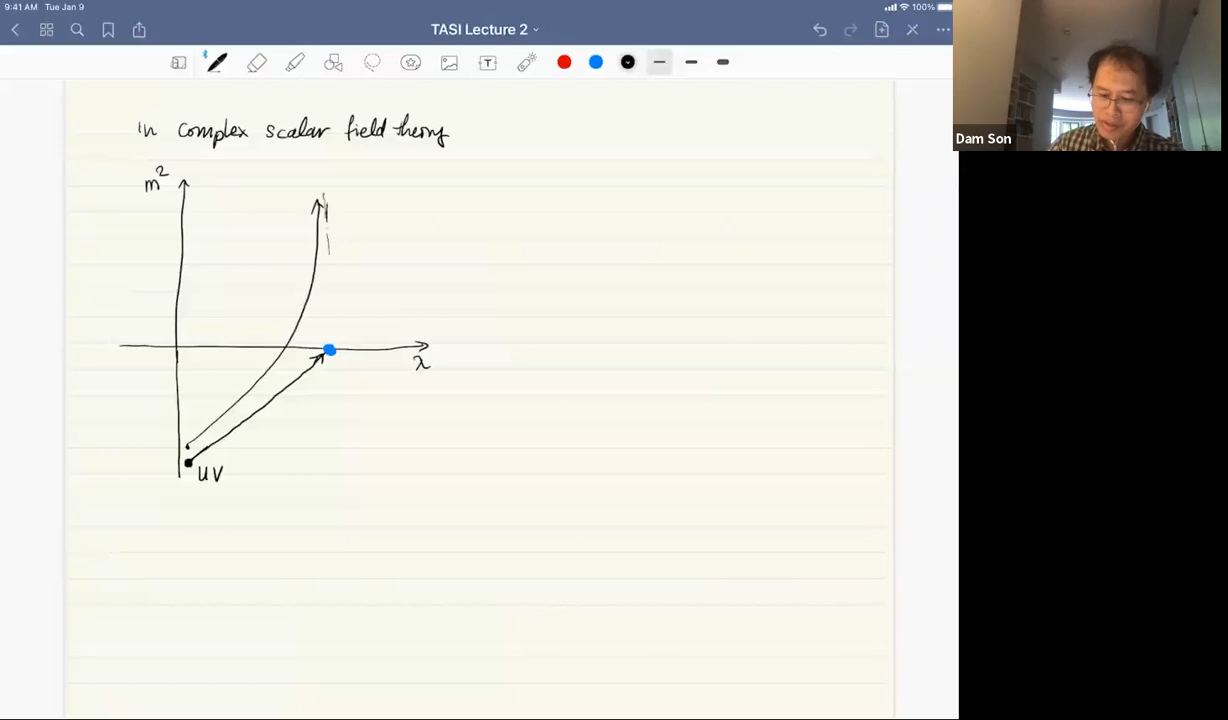 9:41 AM Tue Jan 9
100%
TASI Lecture 2
T
Dam Son
in complex scalar field theory
m²
λ
UV